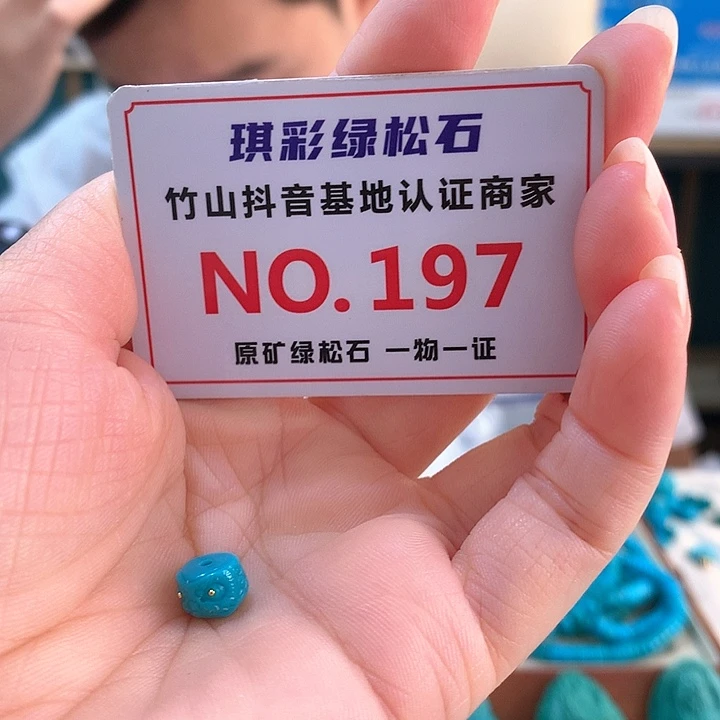 琪彩绿松石
竹山抖音基地认证商家
NO.197
原矿绿松石 一物一证